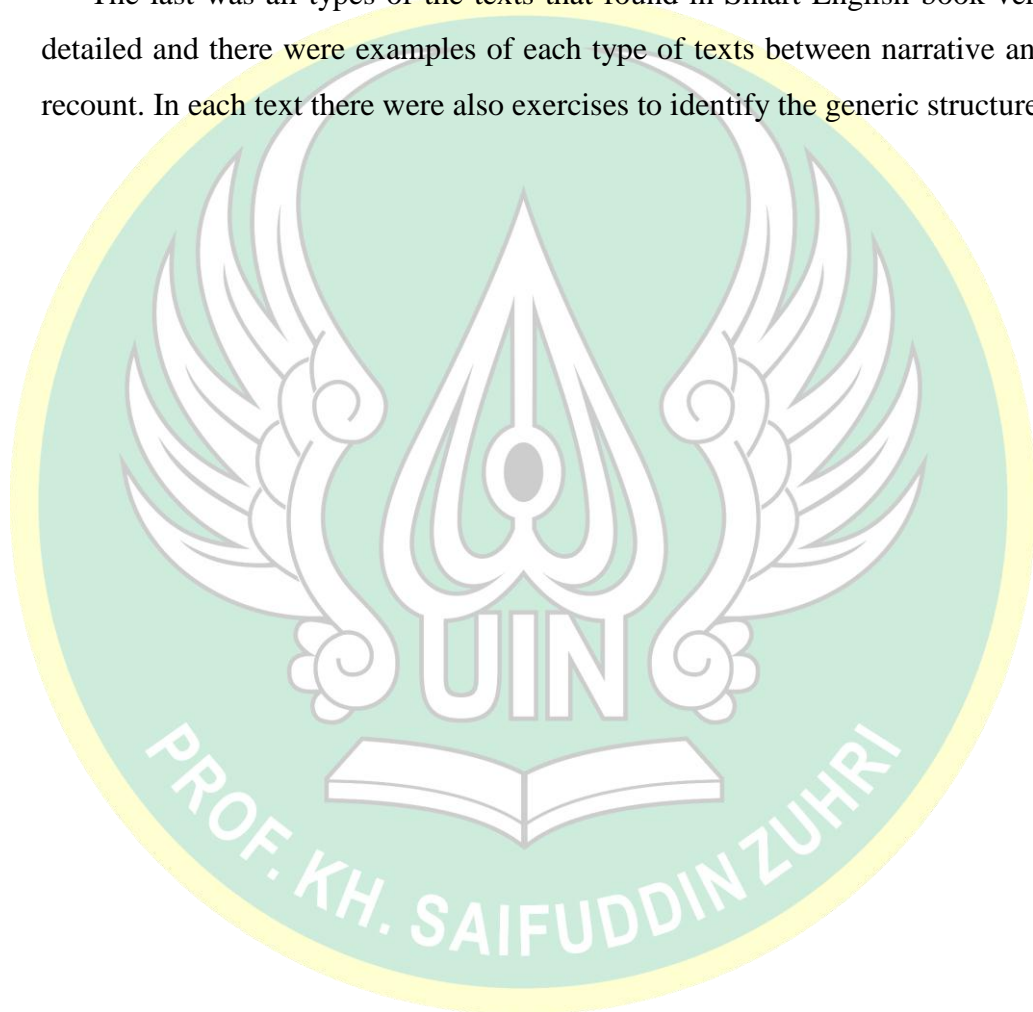 The last was all types of the texts that found in Smart English book ver
detailed and there were examples of each type of texts between narrative an
recount. In each text there were also exercises to identify the generic structure
UIN
PROF. KH. SAIFUDDIN ZUHRI